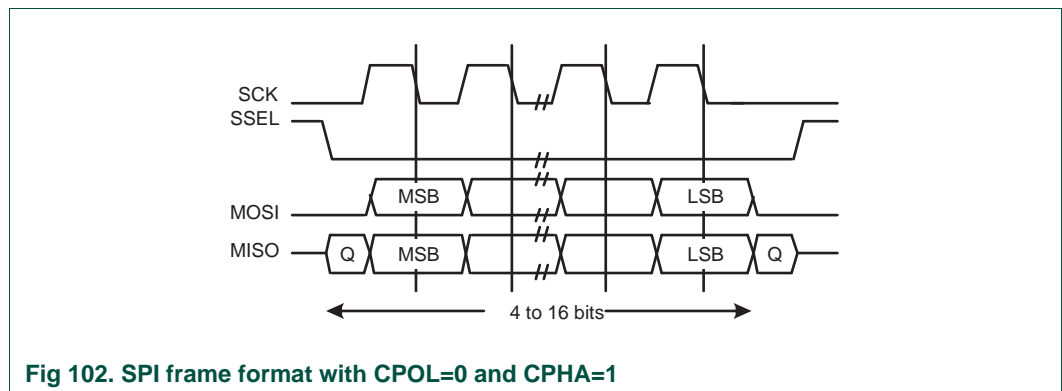 SCK
SSEL
MOSI
MSB
LSB
MISO
Q
MSB
LSB
Q
4 to 16 bits
Fig 102. SPI frame format with CPOL=0 and CPHA=1